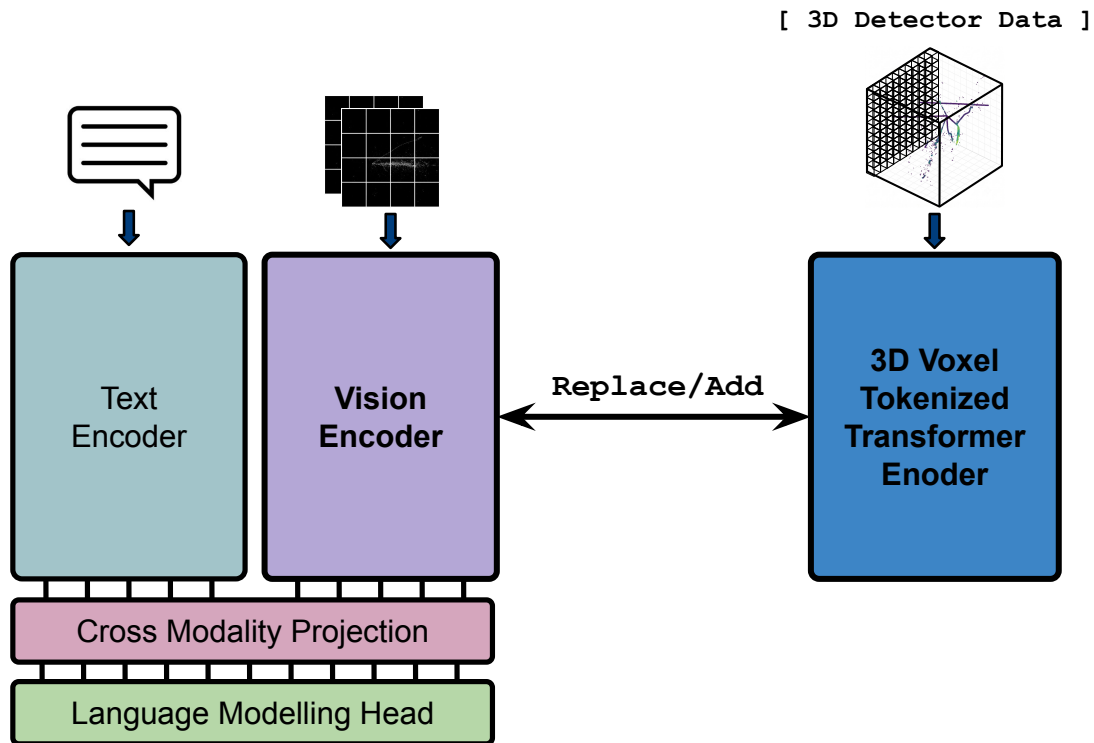 [ 3D Detector Data ]
Text
Encoder
Vision
Encoder
Replace/Add
3D Voxel
Tokenized
Transformer
Enoder
Cross Modality Projection
Language Modelling Head